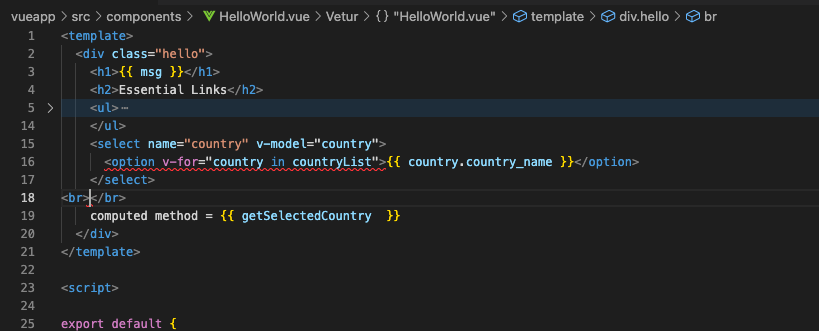 vueapp > src > components > HelloWorld.vue > Vetur > {} "HelloWorld.vue" > template > div.hello > br
1 <template>
2 <div class="hello">
3 <h1>{{ msg }}</h1>
4 <h2>Essential Links</h2>
5 <ul>…
14 </ul>
15 <select name="country" v-model="country">
16 <option v-for="country in countryList">{{ country.country_name }}</option>
17 </select>
18 <br></br>
19 computed method = {{ getSelectedCountry  }}
20 </div>
21 </template>
22
23 <script>
24
25 export default {